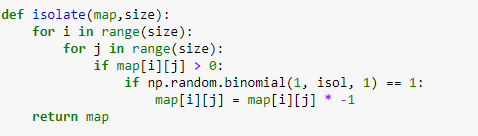 def isolate(map,size):
    for i in range(size):
        for j in range(size):
            if map[i][j] > 0:
                if np.random.binomial(1, isol, 1) == 1:
                    map[i][j] = map[i][j] * -1
    return map